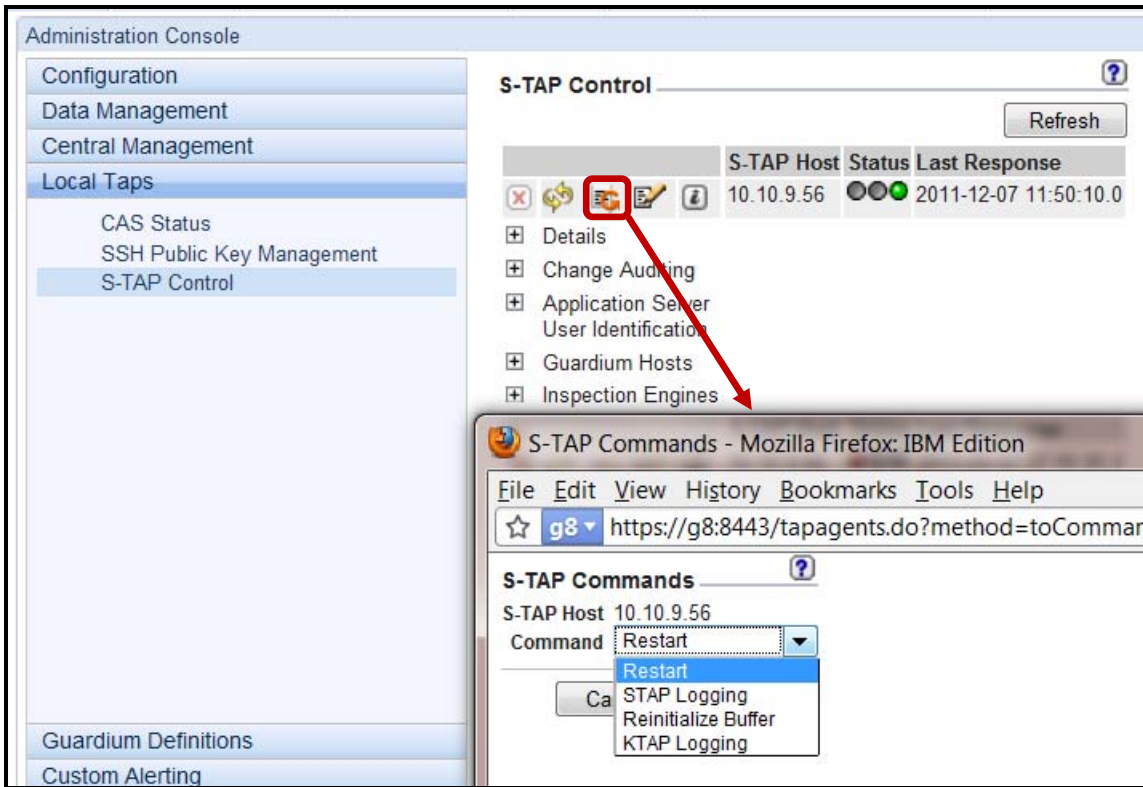 Administration Console
Configuration
Data Management
Central Management
Local Taps
CAS Status
SSH Public Key Management
S-TAP Control
Guardium Definitions
Custom Alerting
S-TAP Control
Refresh
S-TAP Host Status Last Response
10.10.9.56 2011-12-07 11:50:10.0
Details
Change Auditing
Application Server
User Identification
Guardium Hosts
Inspection Engines
S-TAP Commands - Mozilla Firefox: IBM Edition
File Edit View History Bookmarks Tools Help
g8 https://g8:8443/tapagents.do?method=toCommar
S-TAP Commands
S-TAP Host 10.10.9.56
Command Restart
Restart
Ca STAP Logging
Reinitialize Buffer
KTAP Logging